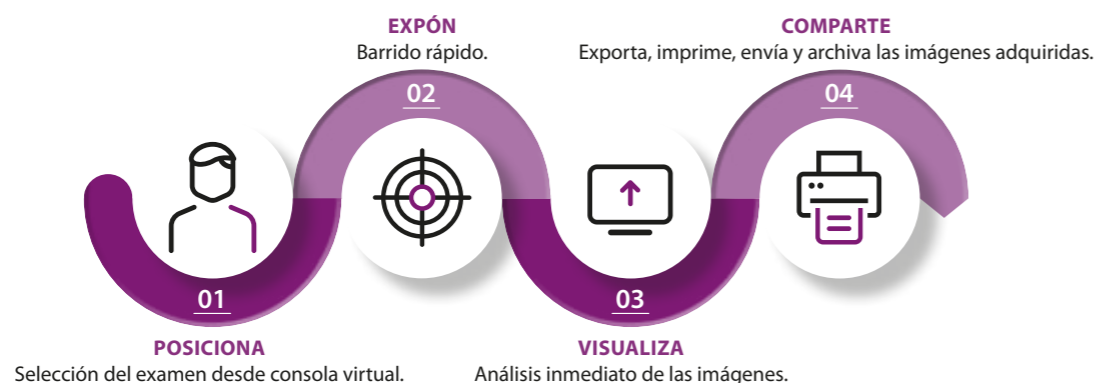 01
POSICIONA
Selección del examen desde consola virtual.
EXPÓN
Barrido rápido.
02
03
VISUALIZA
Análisis inmediato de las imágenes.
COMPARTE
Exporta, imprime, envía y archiva las imágenes adquiridas.
04